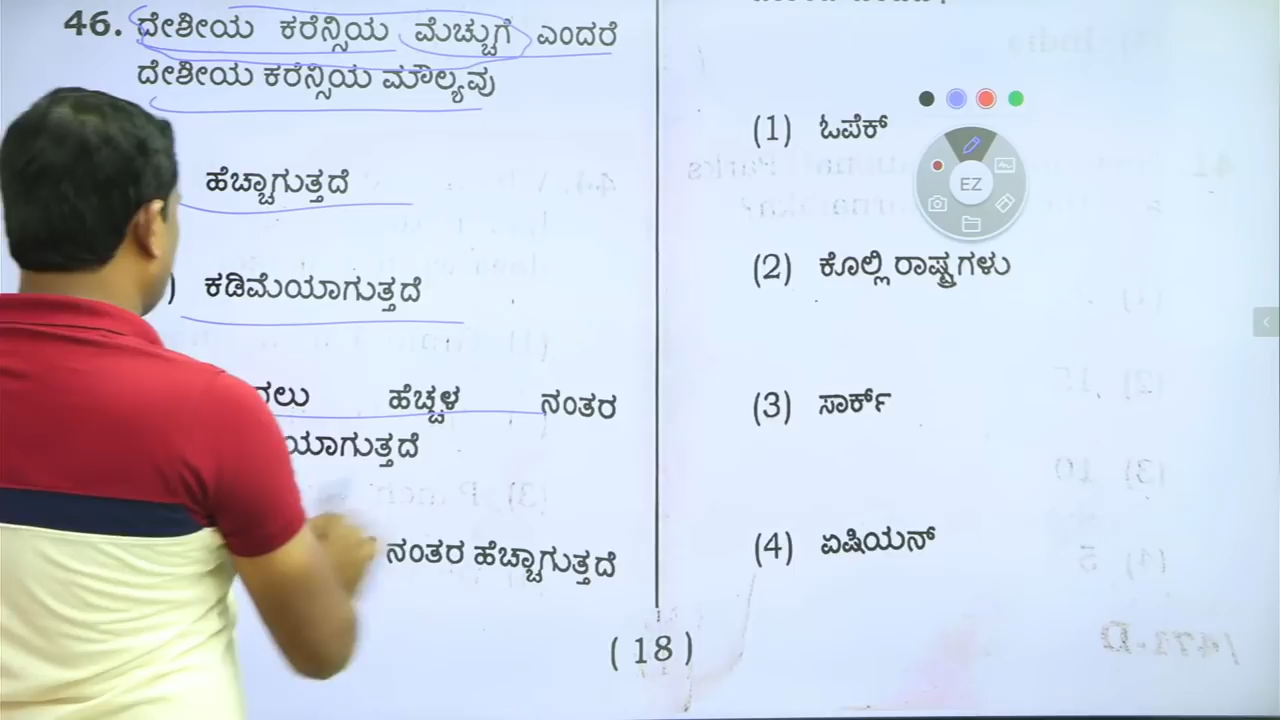 46. ದೇಶೀಯ ಕರೆನ್ಸಿಯ ಮೆಚ್ಚುಗೆ ಎಂದರೆ
ದೇಶೀಯ ಕರೆನ್ಸಿಯ ಮೌಲ್ಯವು
ಹೆಚ್ಚಾಗುತ್ತದೆ
) ಕಡಿಮೆಯಾಗುತ್ತದೆ
ಹೆಚ್ಚಳ ನಂತರ
ಯಾಗುತ್ತದೆ
ನಂತರ ಹೆಚ್ಚಾಗುತ್ತದೆ
(1) ಓಪೆಕ್
(2) ಕೊಲ್ಲಿ ರಾಷ್ಟ್ರಗಳು
(3) ಸಾರ್ಕ್
(4) ಏಷಿಯನ್
(18)
EZ